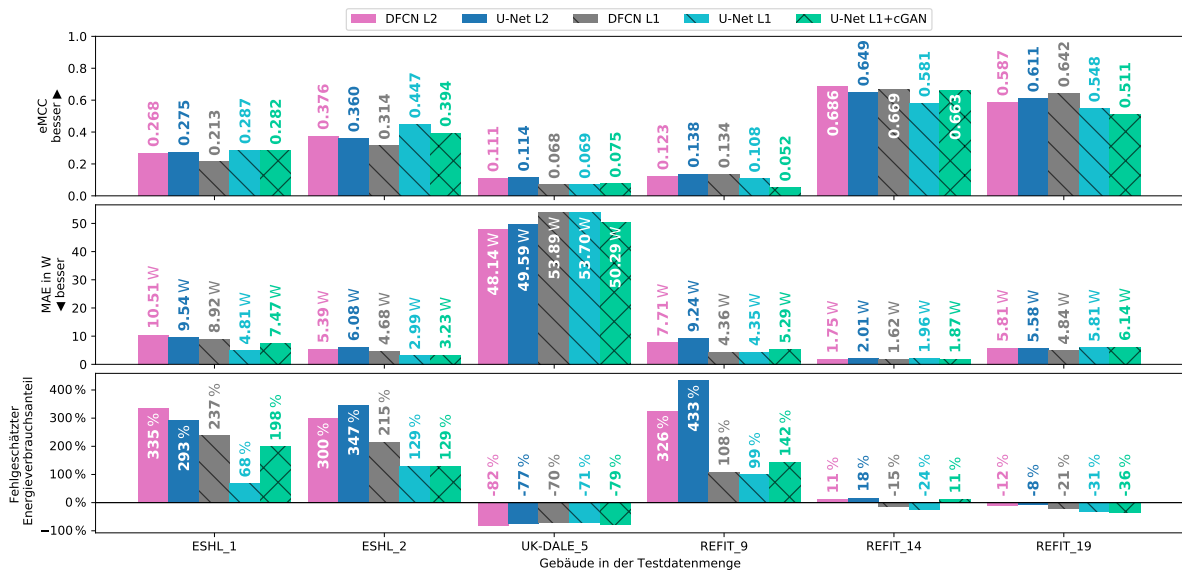 DFCN L2 U-Net L2 DFCN L1 U-Net L1 U-Net L1+cGAN
eMCC
besser ▶
1.0
0.8
0.6
0.4
0.2
0.0
0.268 0.275 0.213 0.287 0.282
0.376 0.360 0.314 0.447 0.394
0.111 0.114 0.068 0.069 0.075
0.123 0.138 0.134 0.108 0.052
0.686 0.649 0.669 0.581 0.663
0.587 0.611 0.642 0.548 0.511
MAE in W
◀ besser
50
40
30
20
10
0
10.51 W 9.54 W 8.92 W 4.81 W 7.47 W
5.39 W 6.08 W 4.68 W 2.99 W 3.23 W
48.14 W 49.59 W 53.89 W 53.70 W 50.29 W
7.71 W 9.24 W 4.36 W 4.35 W 5.29 W
1.75 W 2.01 W 1.62 W 1.96 W 1.87 W
5.81 W 5.58 W 4.84 W 5.81 W 6.14 W
Fehlgeschätzter
Energieverbrauchsanteil
400 %
300 %
200 %
100 %
0 %
−100 %
335 % 293 % 237 % 68 % 198 %
300 % 347 % 215 % 129 % 129 %
-82 % -77 % -70 % -71 % -79 %
326 % 433 % 108 % 99 % 142 %
11 % 18 % -15 % -24 % 11 %
-12 % -8 % -21 % -31 % -36 %
ESHL_1 ESHL_2 UK-DALE_5 REFIT_9 REFIT_14 REFIT_19
Gebäude in der Testdatenmenge